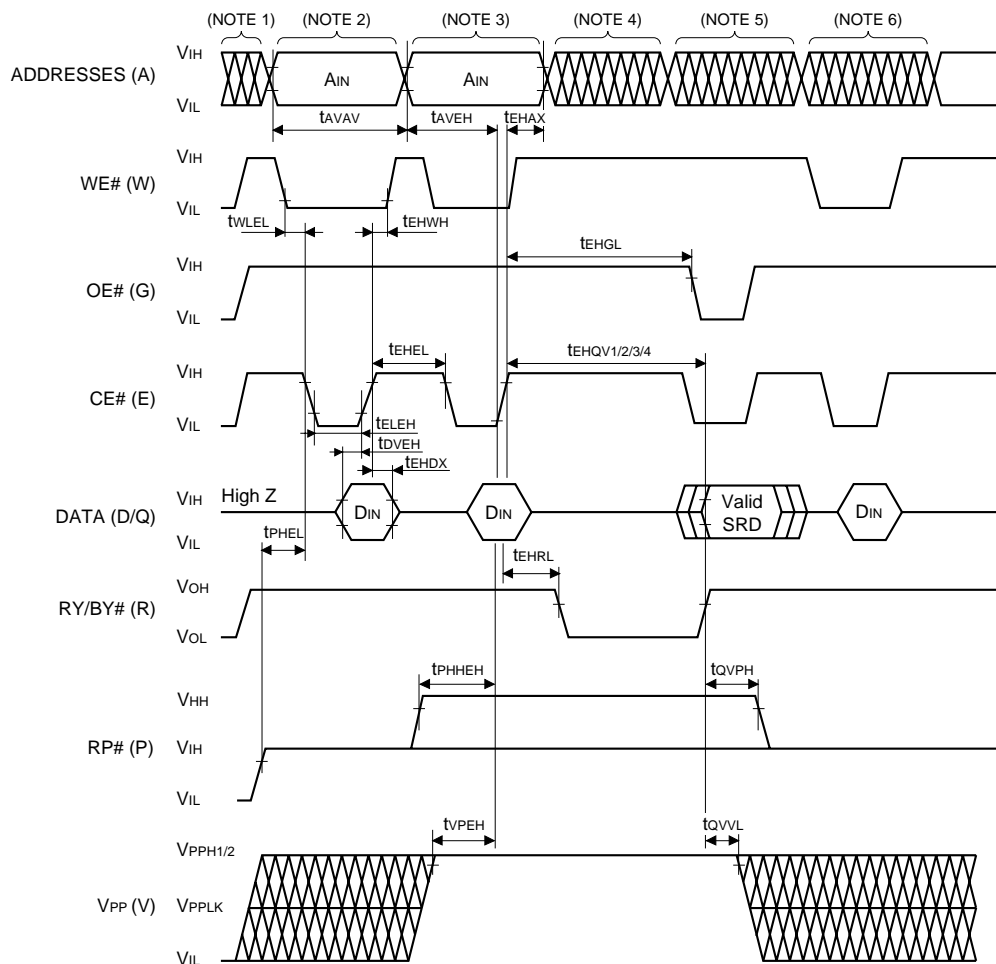 (NOTE 1) (NOTE 2) (NOTE 3) (NOTE 4) (NOTE 5) (NOTE 6)
VIH
ADDRESSES (A) AIN AIN
VIL
tAVAV tAVEH tEHAX
VIH
WE# (W)
VIL
tWLEL tEHWH
tEHGL
VIH
OE# (G)
VIL
tEHEL tEHQV1/2/3/4
VIH
CE# (E)
VIL
tELEH
tDVEH
tEHDX
VIH High Z
DATA (D/Q) DIN DIN Valid SRD DIN
VIL
tPHEL
tEHRL
VOH
RY/BY# (R)
VOL
tPHHEH tQVPH
VHH
RP# (P) VIH
VIL
tVPEH tQVVL
VPPH1/2
VPP (V) VPPLK
VIL